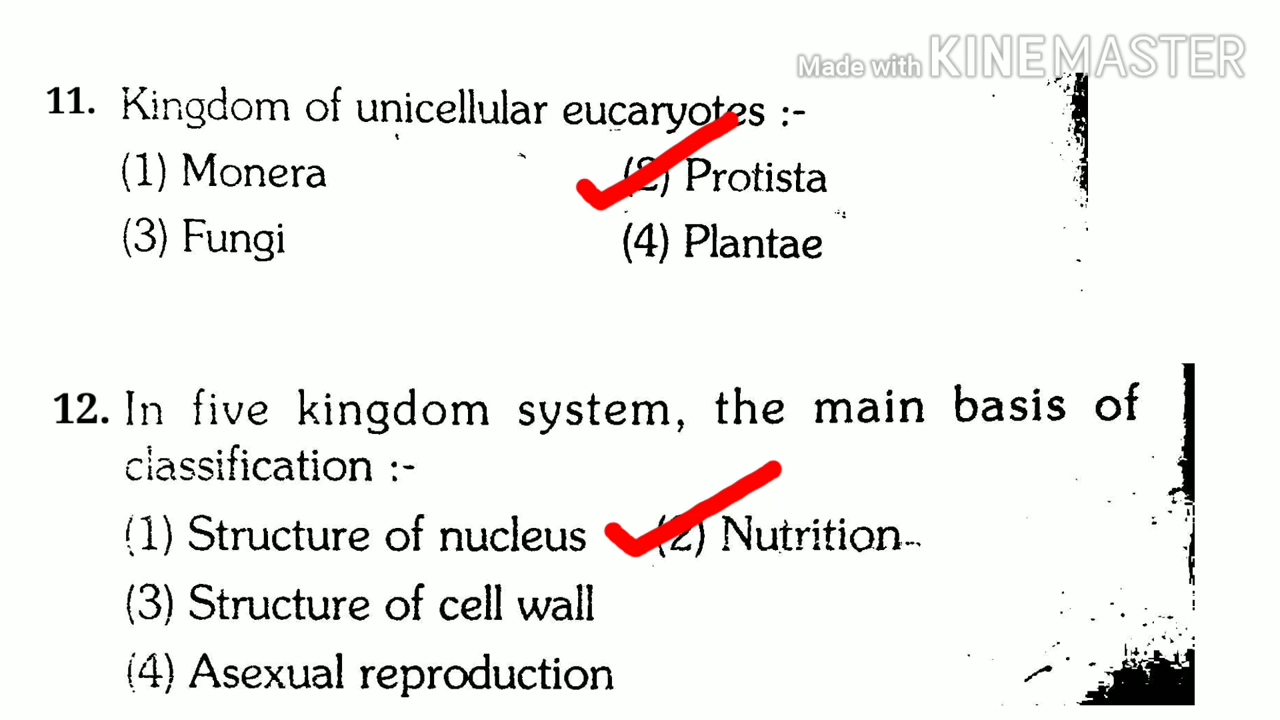 Made with KINEMASTER
11. Kingdom of unicellular eucaryotes :-
(1) Monera (2) Protista
(3) Fungi (4) Plantae
12. In five kingdom system, the main basis of
classification :-
(1) Structure of nucleus (2) Nutrition
(3) Structure of cell wall
(4) Asexual reproduction